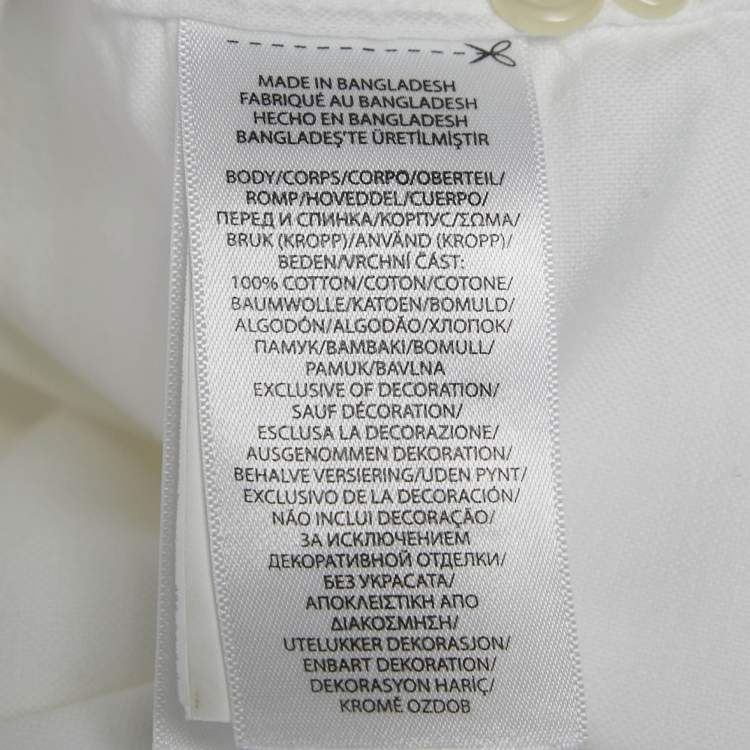 MADE IN BANGLADESH
FABRIQUÉ AU BANGLADESH
HECHO EN BANGLADESH
BANGLADEŞ'TE ÜRETİLMİŞTİR
BODY/CORPS/CORPO/OBERTEIL/
ROMP/HOVEDDEL/CUERPO/
ПЕРЕД И СПИНКА/КОРПУС/ΣΩΜΑ/
BRUK (KROPP)/ANVÄND (KROPP)/
BEDEN/VRCHNÍ ČÁST:
100% COTTON/COTON/COTONE/
BAUMWOLLE/KATOEN/BOMULD/
ALGODÓN/ALGODÃO/ХЛОПОК/
ПАМУК/BAMBAKI/BOMULL/
PAMUK/BAVLNA
EXCLUSIVE OF DECORATION/
SAUF DÉCORATION/
ESCLUSA LA DECORAZIONE/
AUSGENOMMEN DEKORATION/
BEHALVE VERSIERING/UDEN PYNT/
EXCLUSIVO DE LA DECORACIÓN/
NÃO INCLUI DECORAÇÃO/
ЗА ИСКЛЮЧЕНИЕМ
ДЕКОРАТИВНОЙ ОТДЕЛКИ/
БЕЗ УКРАСАТА/
ΑΠΟΚΛΕΙΣΤΙΚΗ ΑΠΟ
ΔΙΑΚΟΣΜΗΣΗ/
UTELUKKER DEKORASJON/
ENBART DEKORATION/
DEKORASYON HARİÇ/
KROMĚ OZDOB